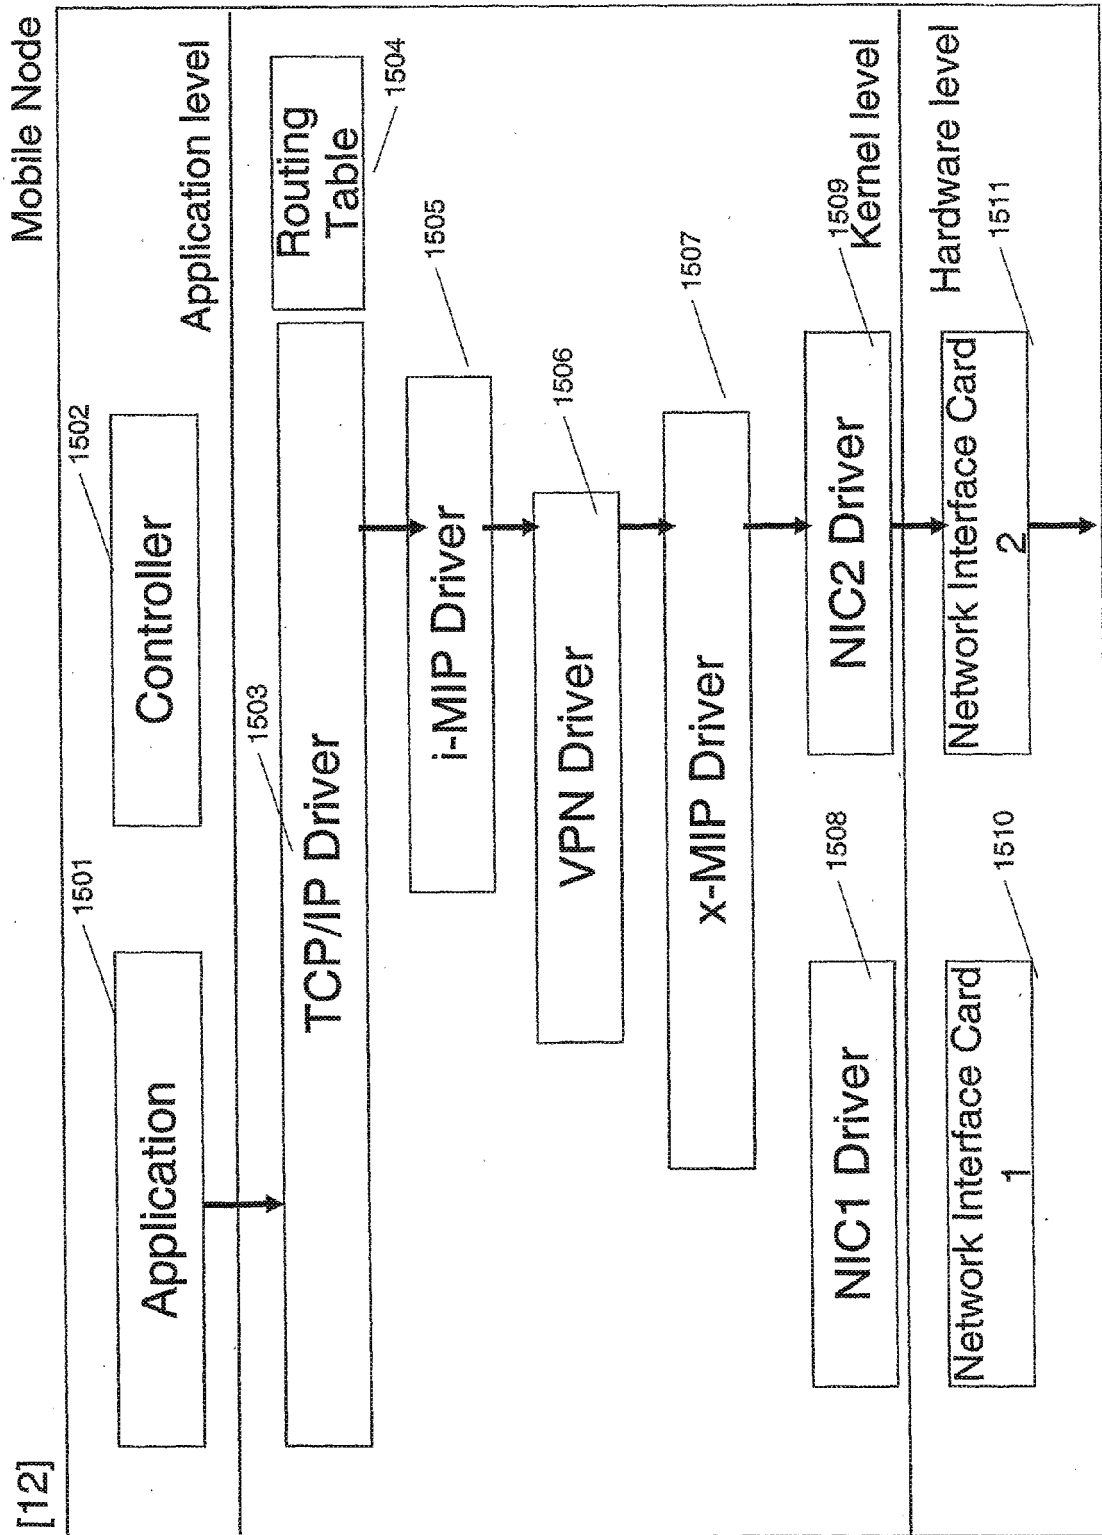 [12]
Mobile Node
Application level
1501
1502
Application
Controller
1503
TCP/IP Driver
Routing
Table
1504
i-MIP Driver
1505
VPN Driver
1506
x-MIP Driver
1507
NIC1 Driver
1508
NIC2 Driver
1509
Kernel level
Hardware level
Network Interface Card
1
1510
Network Interface Card
2
1511